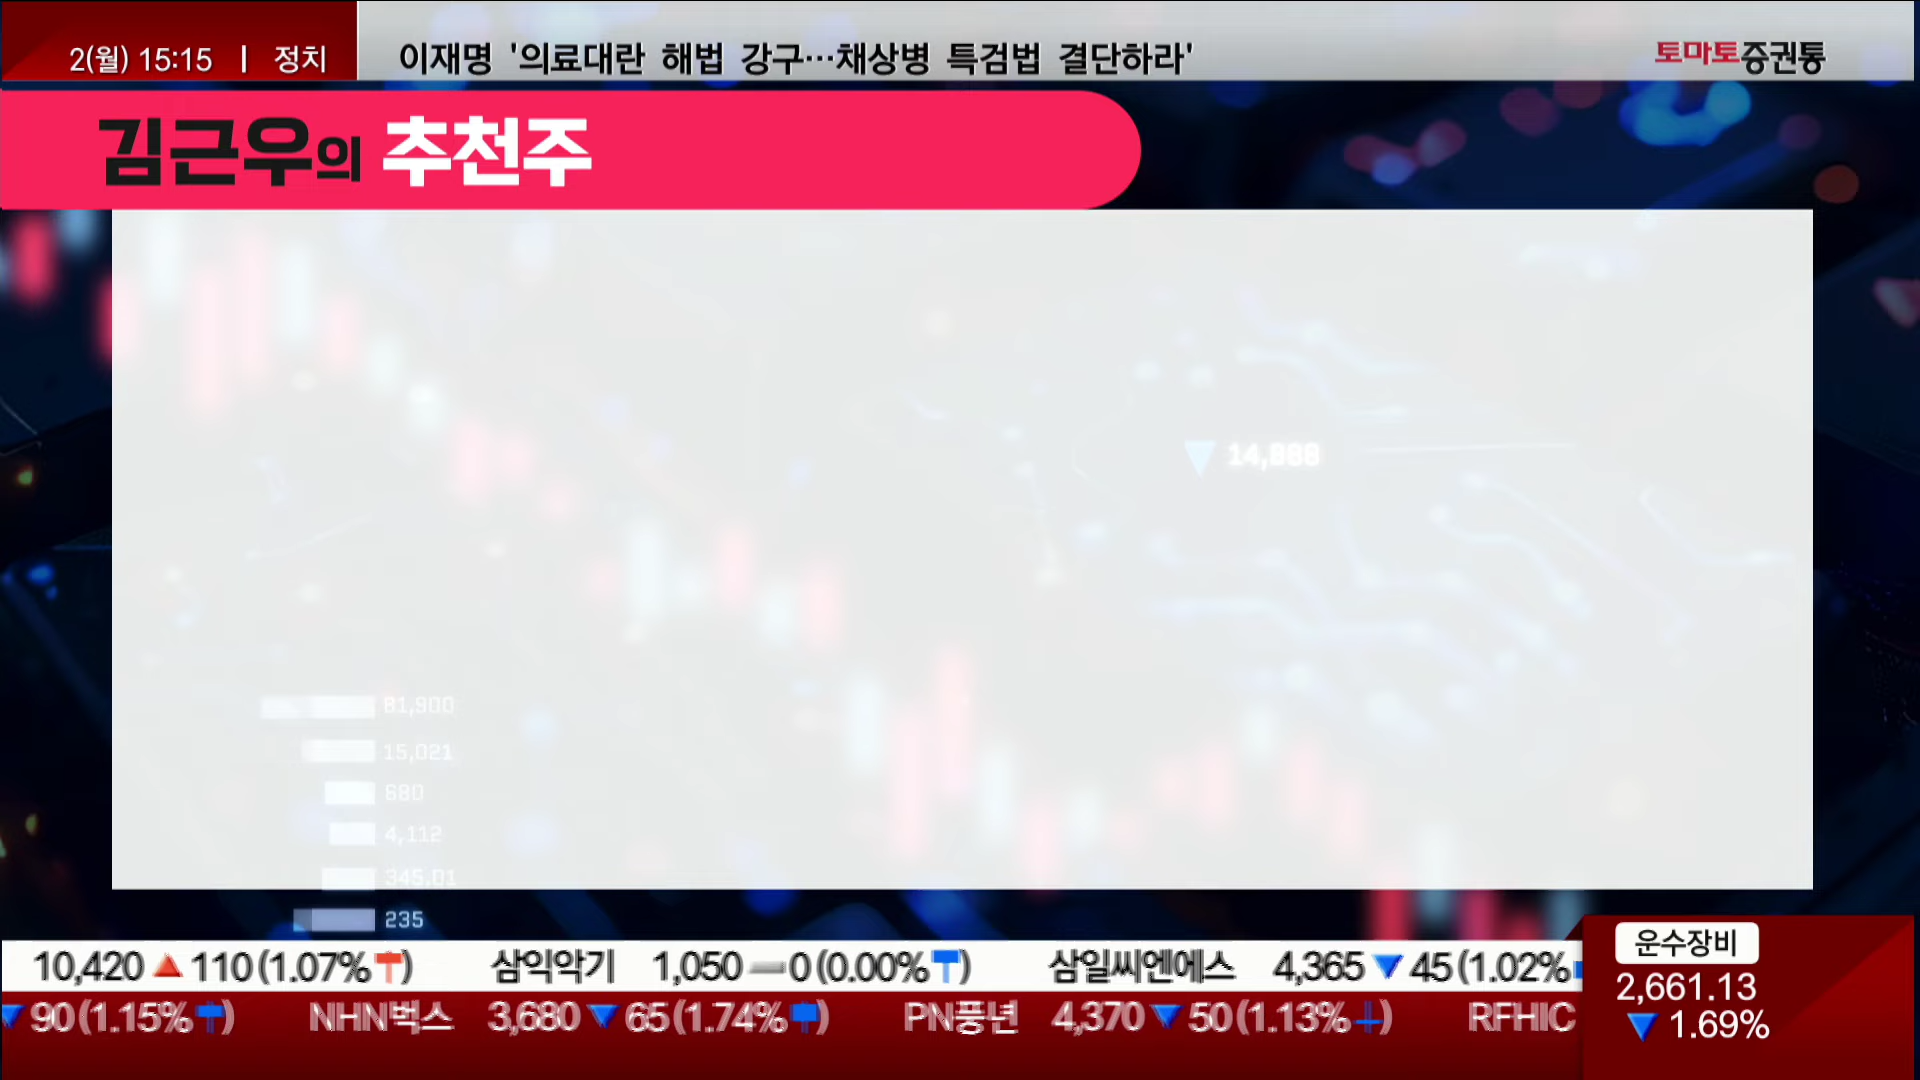 2(월) 15:15 | 정치
이재명 '의료대란 해법 강구…채상병 특검법 결단하라'
토마토증권통
김근우의 추천주
▼ 14,888
81,900
15,021
680
4,112
345.01
235
10,420 ▲ 110 (1.07%) 삼익악기 1,050 0 (0.00%) 삼일씨엔에스 4,365 ▼ 45 (1.02%
▼ 90 (1.15%) NHN벅스 3,680 ▼ 65 (1.74%) PN풍년 4,370 ▼ 50 (1.13%) RFHIC
운수장비
2,661.13
▼ 1.69%